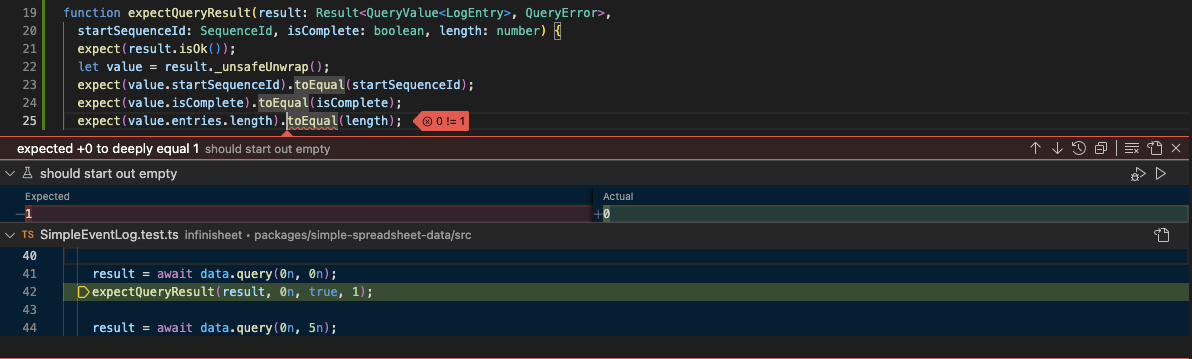 19 function expectQueryResult(result: Result<QueryValue<LogEntry>, QueryError>,
20 startSequenceId: SequenceId, isComplete: boolean, length: number) {
21 expect(result.isOk());
22 let value = result._unsafeUnwrap();
23 expect(value.startSequenceId).toEqual(startSequenceId);
24 expect(value.isComplete).toEqual(isComplete);
25 expect(value.entries.length).toEqual(length); 0 != 1
expected +0 to deeply equal 1 should start out empty
should start out empty
Expected Actual
−1 +0
TS SimpleEventLog.test.ts infinisheet • packages/simple-spreadsheet-data/src
40
41 result = await data.query(0n, 0n);
42 expectQueryResult(result, 0n, true, 1);
43
44 result = await data.query(0n, 5n);